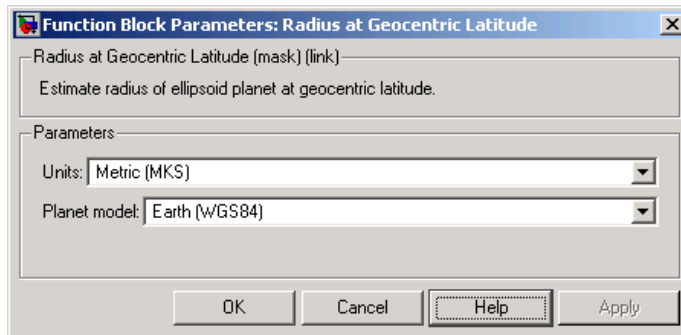 Function Block Parameters: Radius at Geocentric Latitude
Radius at Geocentric Latitude (mask) (link)
Estimate radius of ellipsoid planet at geocentric latitude.
Parameters
Units: Metric (MKS)
Planet model: Earth (WGS84)
OK Cancel Help Apply